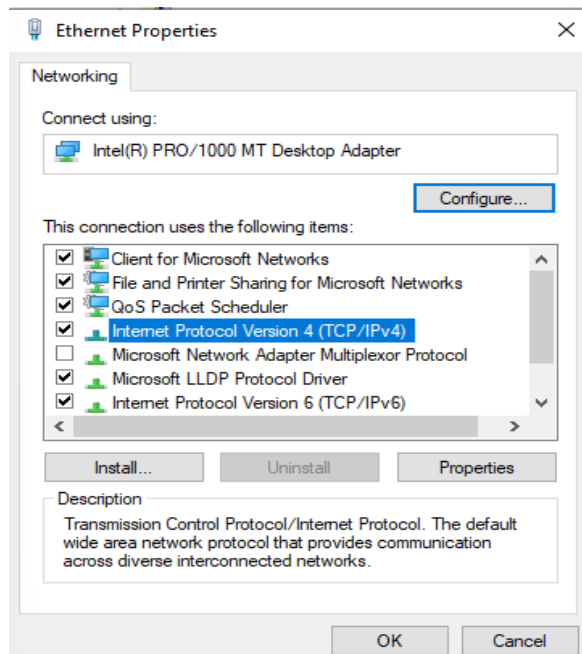 Ethernet Properties
Networking
Connect using:
Intel(R) PRO/1000 MT Desktop Adapter
Configure...
This connection uses the following items:
Client for Microsoft Networks
File and Printer Sharing for Microsoft Networks
QoS Packet Scheduler
Internet Protocol Version 4 (TCP/IPv4)
Microsoft Network Adapter Multiplexor Protocol
Microsoft LLDP Protocol Driver
Internet Protocol Version 6 (TCP/IPv6)
Install... Uninstall Properties
Description
Transmission Control Protocol/Internet Protocol. The default
wide area network protocol that provides communication
across diverse interconnected networks.
OK Cancel